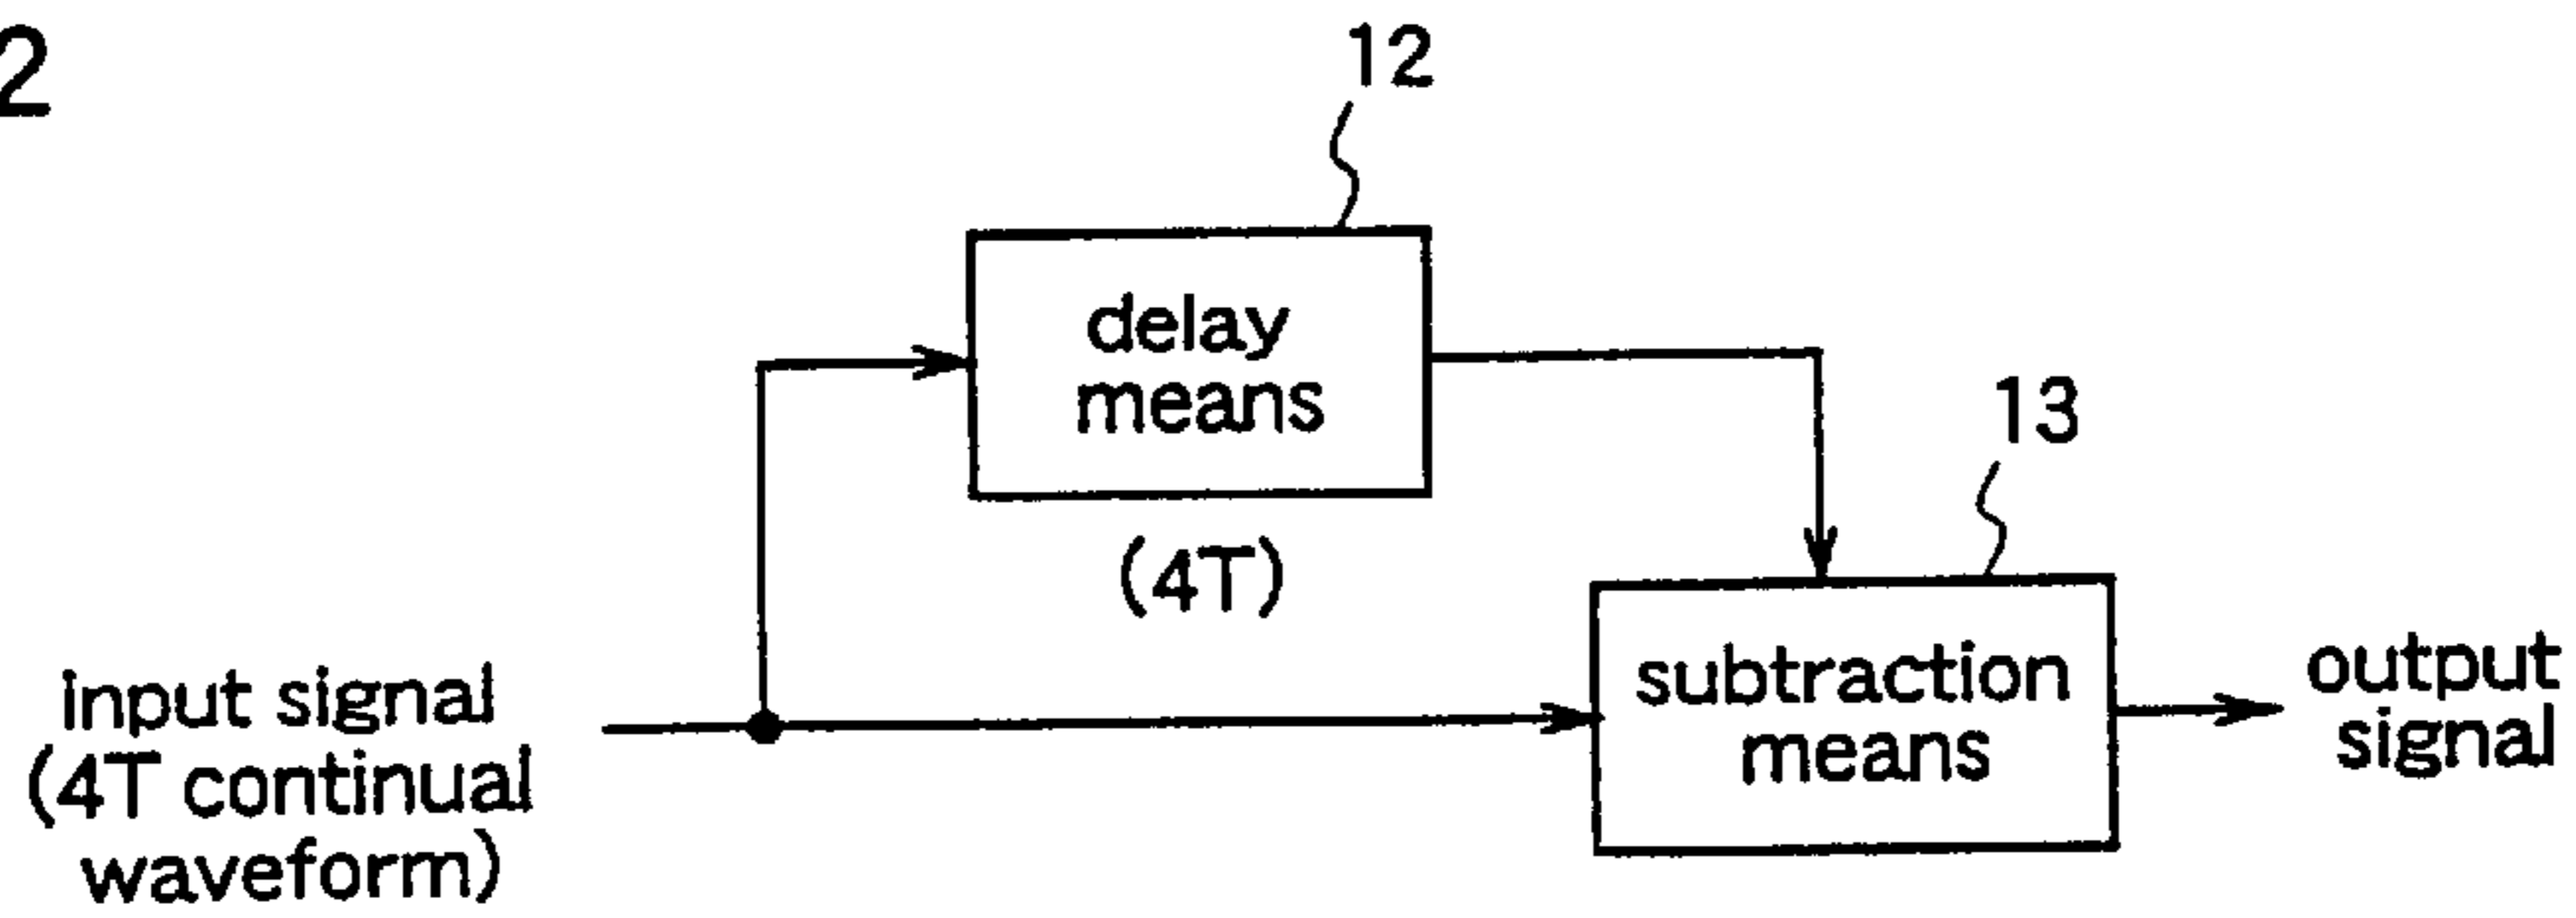 2
12
delay
means
(4T)
13
subtraction
means
input signal
(4T continual
waveform)
output
signal